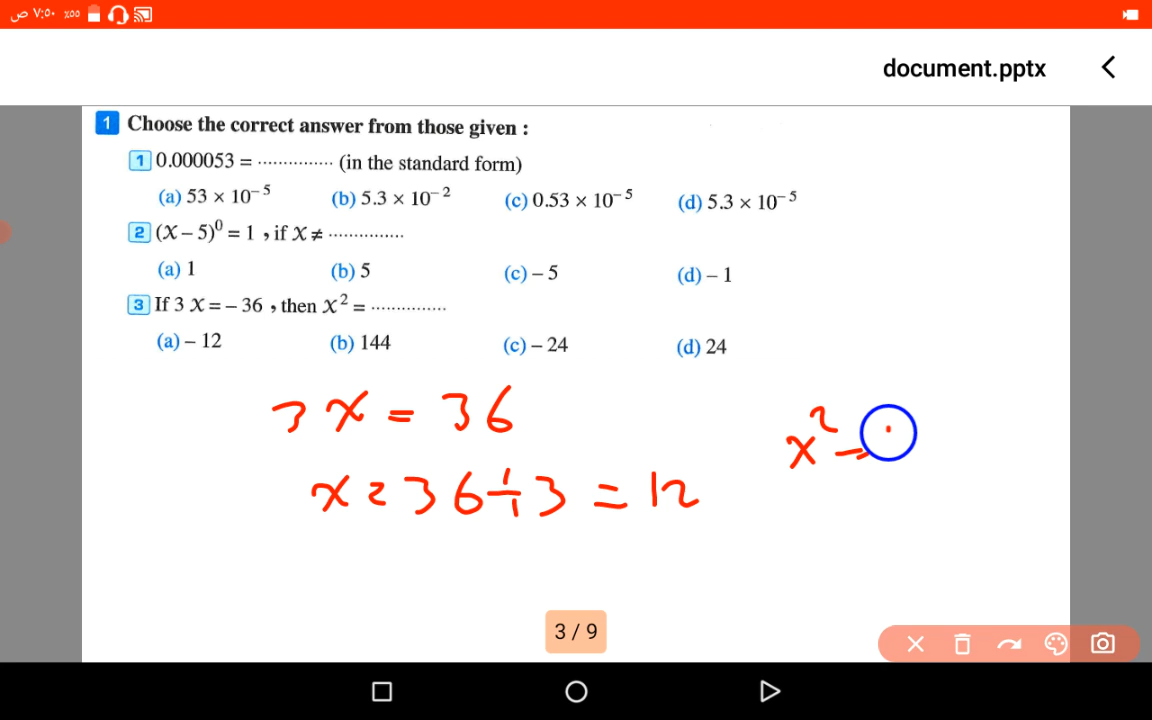 ص ٧:٥٠ ٪٥٥
document.pptx
1 Choose the correct answer from those given :
1 0.000053 = ............... (in the standard form)
(a) 53 × 10⁻⁵ (b) 5.3 × 10⁻² (c) 0.53 × 10⁻⁵ (d) 5.3 × 10⁻⁵
2 (X – 5)⁰ = 1 , if X ≠ ...............
(a) 1 (b) 5 (c) – 5 (d) – 1
3 If 3 X = – 36 , then X² = ...............
(a) – 12 (b) 144 (c) – 24 (d) 24
3 x = 36
x = 36 ÷ 3 = 12
x² =
3 / 9